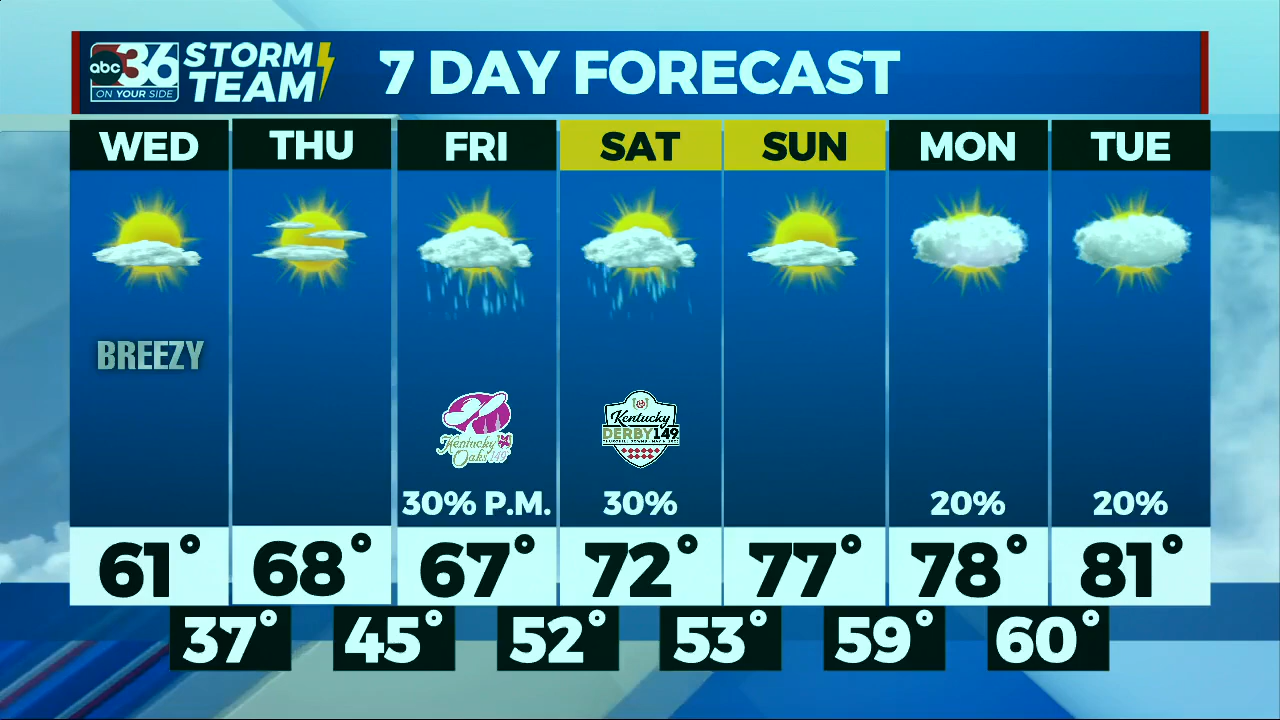 abc 36
ON YOUR SIDE
STORM
TEAM
7 DAY FORECAST
WED THU FRI SAT SUN MON TUE
BREEZY
Kentucky
Oaks 149
Kentucky
DERBY 149
30% P.M. 30% 20% 20%
61° 68° 67° 72° 77° 78° 81°
37° 45° 52° 53° 59° 60°